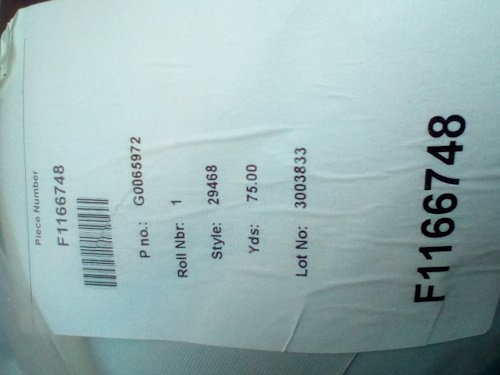 Piece Number
F1166748
P no.: G0065972
Roll Nbr: 1
Style: 29468
Yds: 75.00
Lot No: 3003833
F1166748